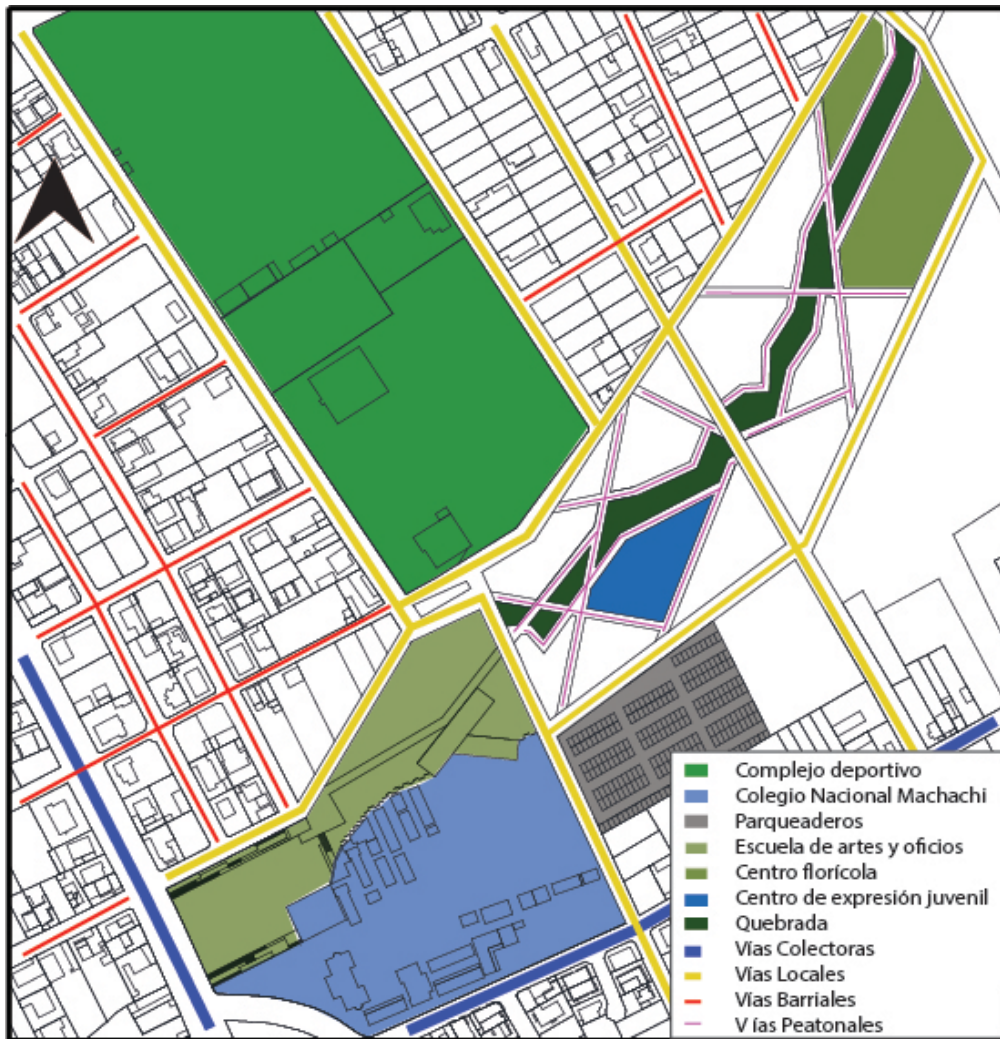 Complejo deportivo
Colegio Nacional Machachi
Parqueaderos
Escuela de artes y oficios
Centro florícola
Centro de expresión juvenil
Quebrada
Vías Colectoras
Vías Locales
Vías Barriales
V ías Peatonales